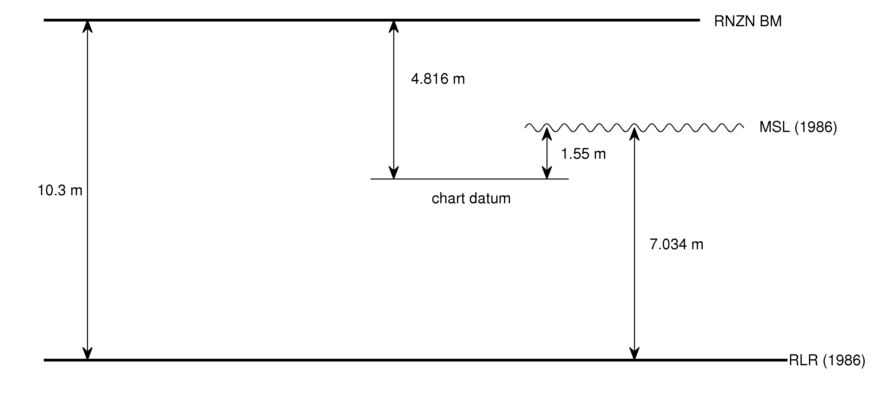 RNZN BM
4.816 m
MSL (1986)
1.55 m
10.3 m
chart datum
7.034 m
RLR (1986)